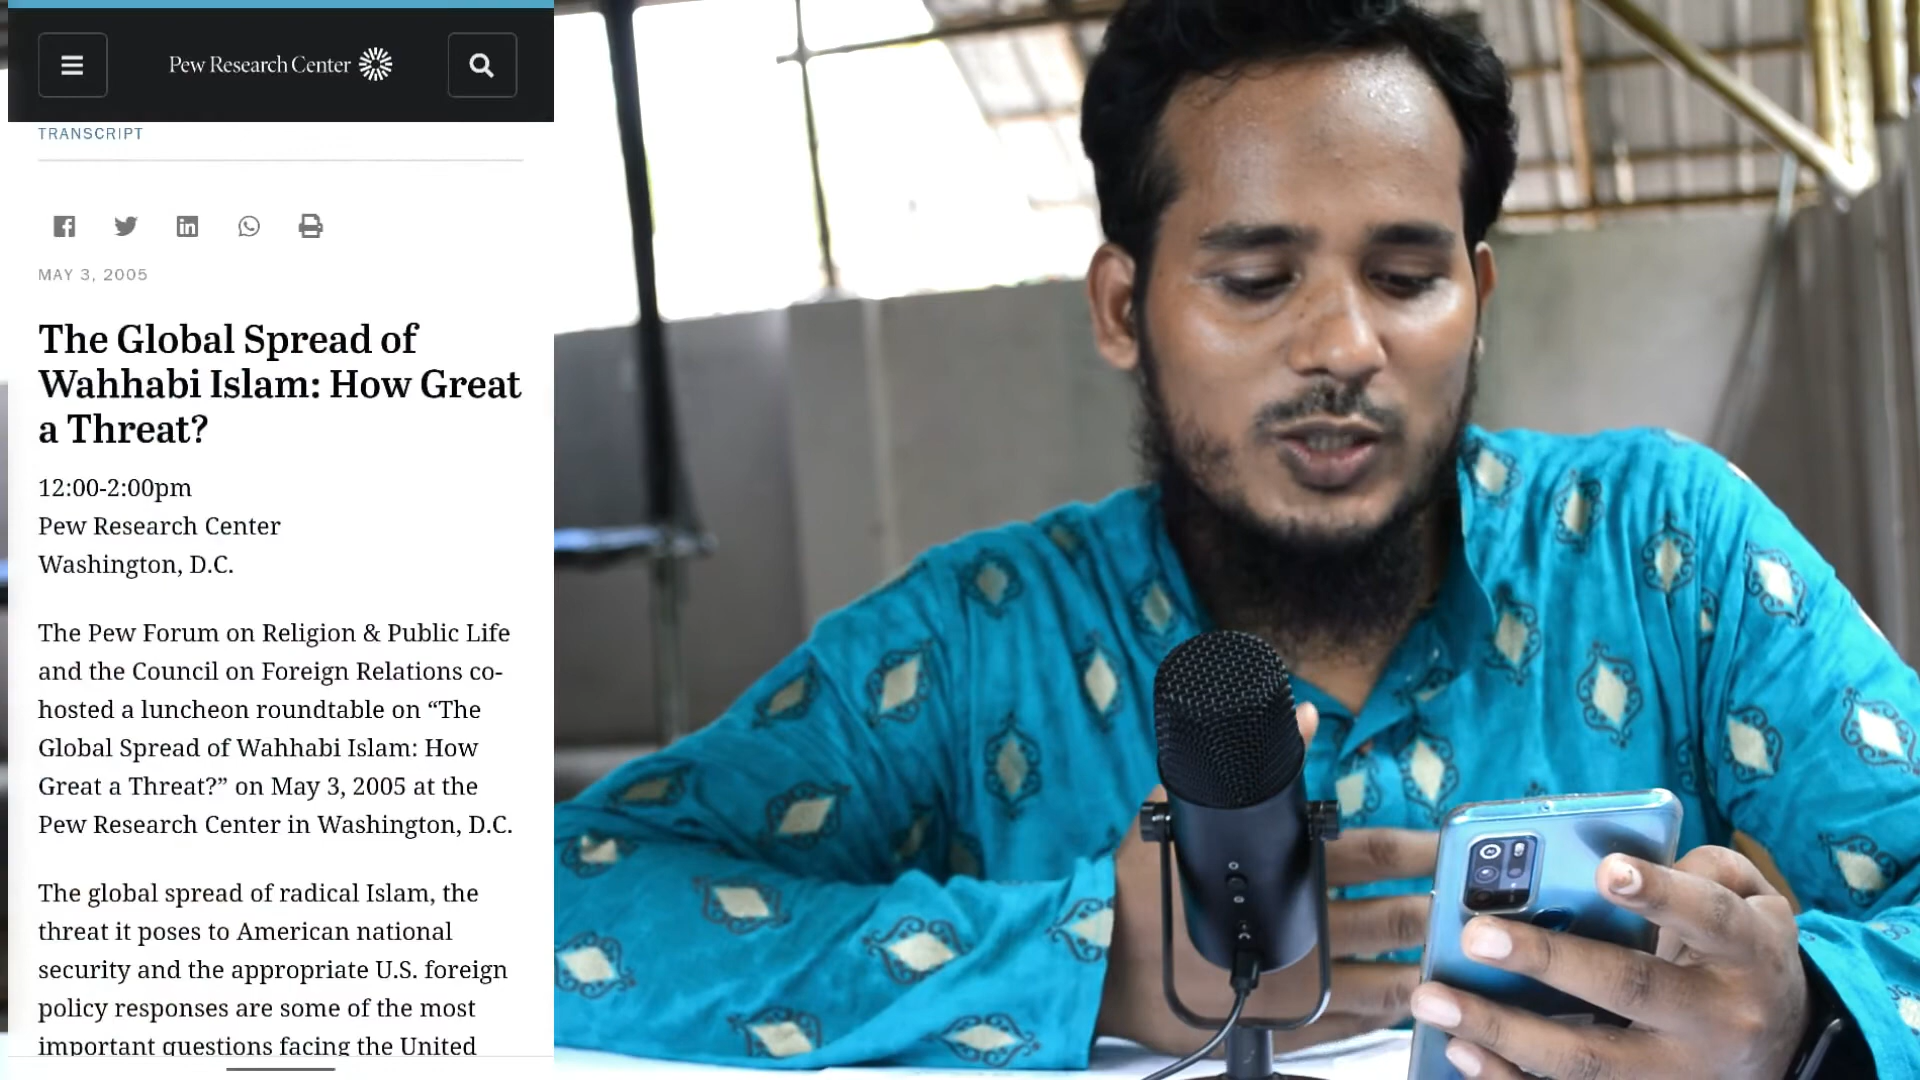 Pew Research Center
TRANSCRIPT
MAY 3, 2005
The Global Spread of
Wahhabi Islam: How Great
a Threat?
12:00-2:00pm
Pew Research Center
Washington, D.C.
The Pew Forum on Religion & Public Life
and the Council on Foreign Relations co-
hosted a luncheon roundtable on “The
Global Spread of Wahhabi Islam: How
Great a Threat?” on May 3, 2005 at the
Pew Research Center in Washington, D.C.
The global spread of radical Islam, the
threat it poses to American national
security and the appropriate U.S. foreign
policy responses are some of the most
important questions facing the United